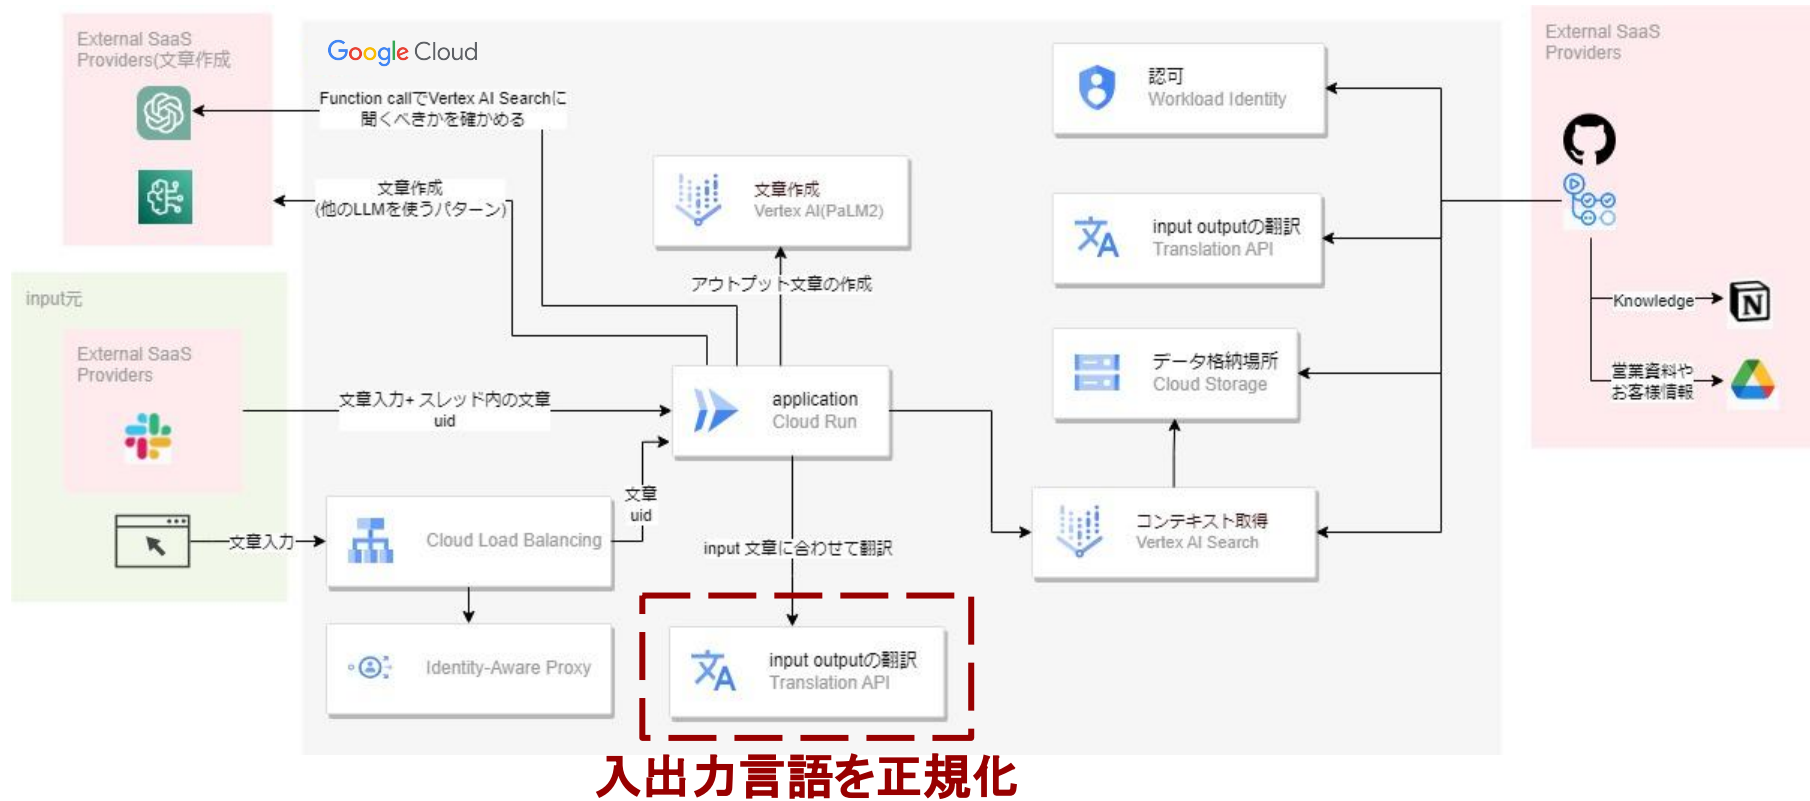 External SaaS
Providers(文章作成
Google Cloud
Function callでVertex AI Searchに
聞くべきかを確かめる
文章作成
(他のLLMを使うパターン)
文章作成
Vertex AI(PaLM2)
アウトプット文章の作成
認可
Workload Identity
input outputの翻訳
Translation API
データ格納場所
Cloud Storage
External SaaS
Providers
Knowledge
営業資料や
お客様情報
input元
External SaaS
Providers
文章入力+ スレッド内の文章
uid
application
Cloud Run
文章
uid
文章入力
Cloud Load Balancing
input 文章に合わせて翻訳
コンテキスト取得
Vertex AI Search
Identity-Aware Proxy
input outputの翻訳
Translation API
入出力言語を正規化